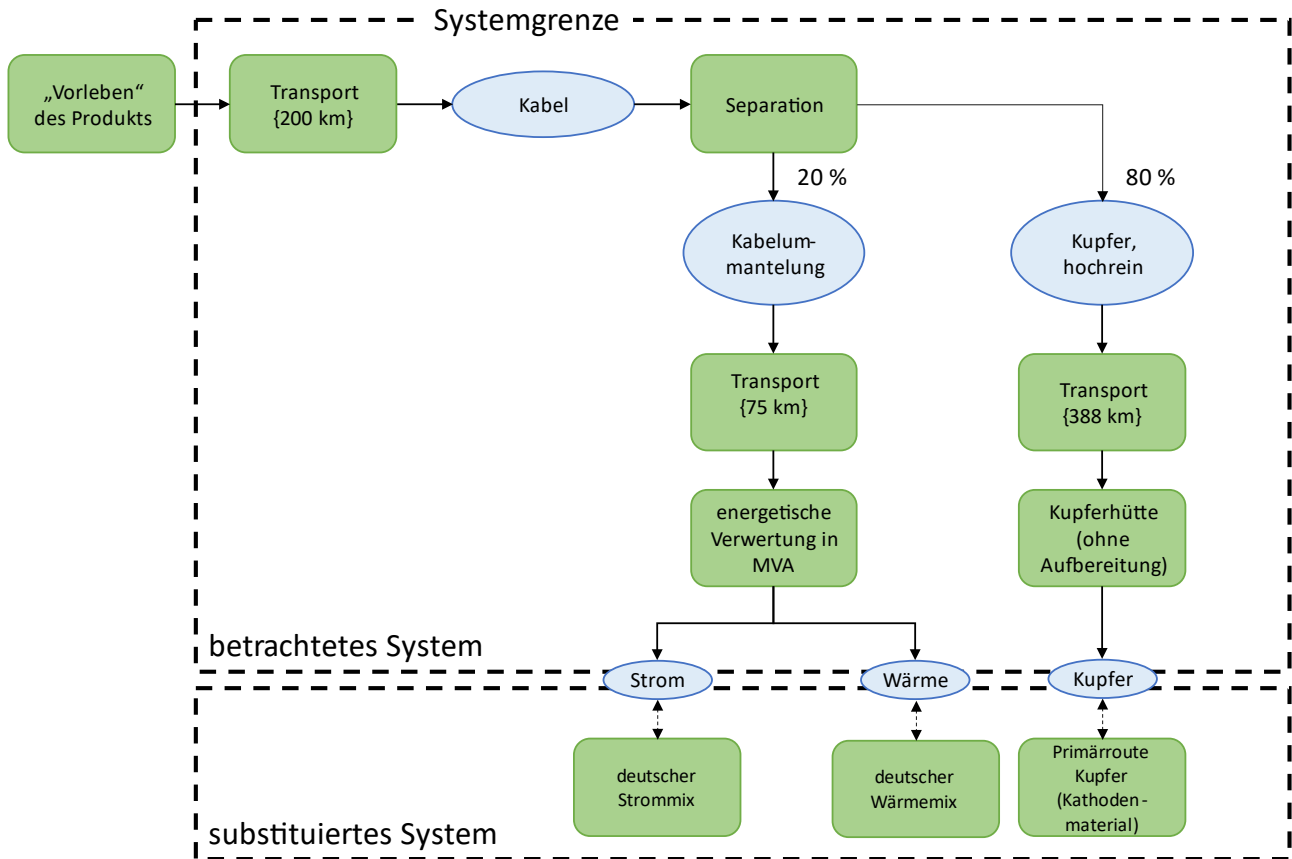 Systemgrenze
„Vorleben“
des Produkts
Transport
{200 km}
Kabel
Separation
20 %
80 %
Kabelum-
mantelung
Kupfer,
hochrein
Transport
{75 km}
Transport
{388 km}
energetische
Verwertung in
MVA
Kupferhütte
(ohne
Aufbereitung)
betrachtetes System
Strom
Wärme
Kupfer
deutscher
Strommix
deutscher
Wärmemix
Primärroute
Kupfer
(Kathoden-
material)
substituiertes System